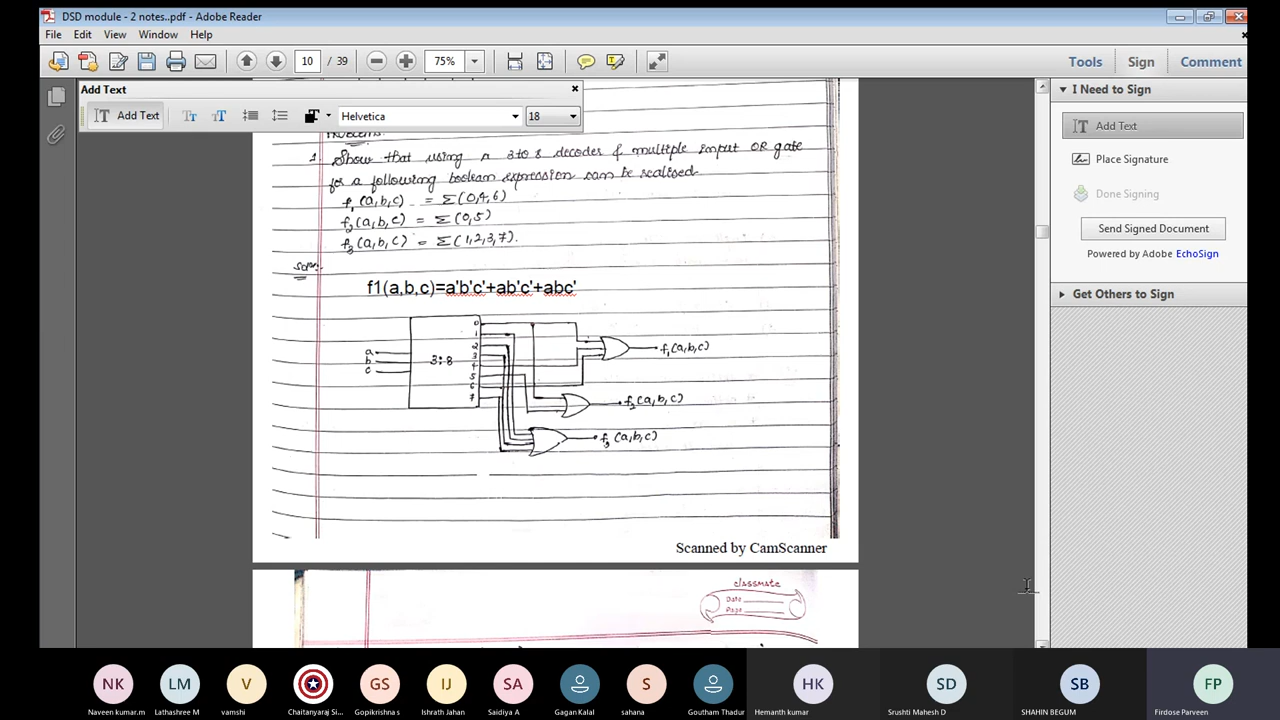 DSD module - 2 notes..pdf - Adobe Reader
File Edit View Window Help
10 / 39 75% Tools Sign Comment
Add Text
Add Text Helvetica 18
I Need to Sign
Add Text
Place Signature
Done Signing
Send Signed Document
Powered by Adobe EchoSign
Get Others to Sign
Problems:
1 Show that using a 3 to 8 decoder & multiple input OR gate
for a following boolean expression can be realised
f₁(a,b,c) = Σ(0,4,6)
f₂(a,b,c) = Σ(0,5)
f₃(a,b,c) = Σ(1,2,3,7).
Soln:
f1(a,b,c)=a'b'c'+ab'c'+abc'
0
1
2
3
4
5
6
7
a
b
c
3:8
f₁(a,b,c)
f₂(a,b,c)
f₃(a,b,c)
Scanned by CamScanner
classmate
Date
Page
NK LM V GS IJ SA S HK SD SB FP
Naveen kumar.m Lathashree M vamshi Chaitanyaraj Si... Gopikrishna s Ishrath Jahan Saidiya A Gagan Kalal sahana Goutham Thadur Hemanth kumar Srushti Mahesh D SHAHIN BEGUM Firdose Parveen